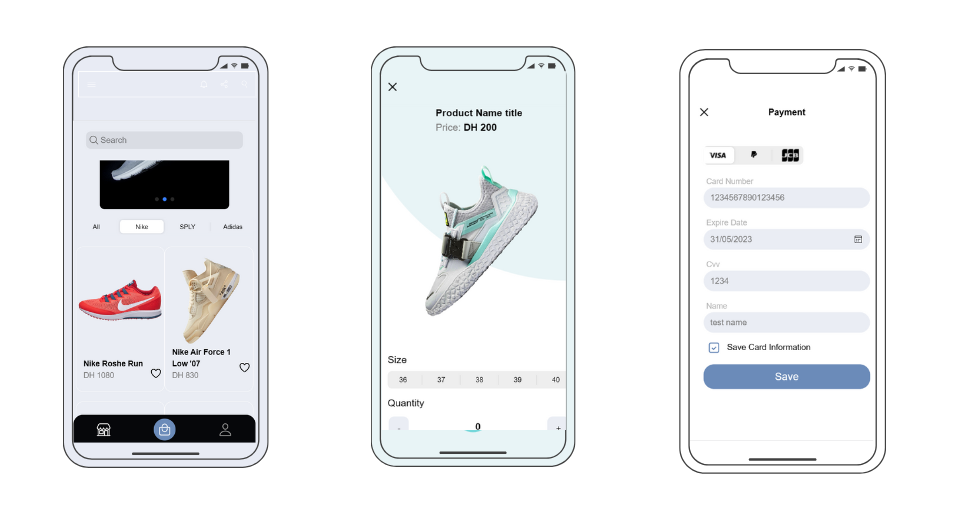 Search
All Nike SPLY Adidas
Nike Roshe Run
DH 1080
Nike Air Force 1
Low '07
DH 830
Product Name title
Price: DH 200
Size
36 37 38 39 40
Quantity
- 0 +
Payment
VISA JCB
Card Number
1234567890123456
Expire Date
31/05/2023
Cvv
1234
Name
test name
Save Card Information
Save